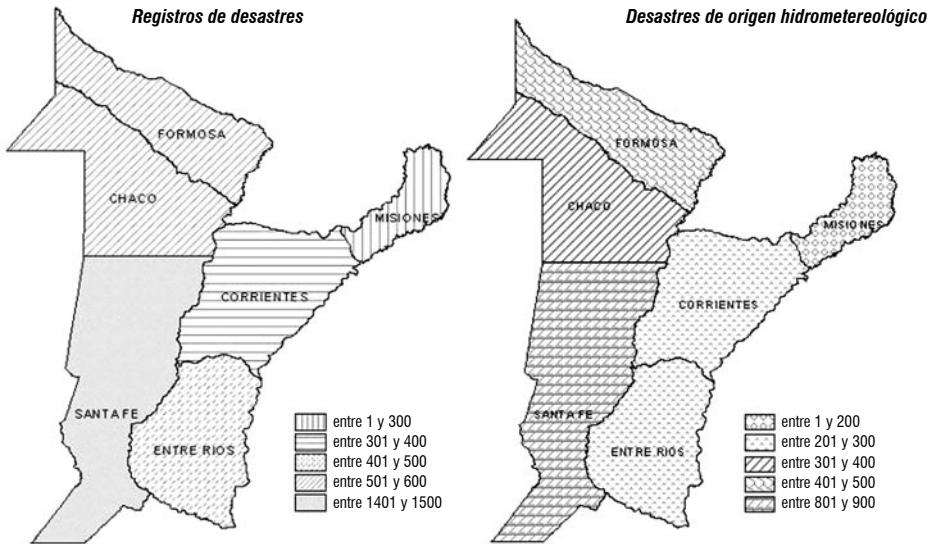 Registros de desastres
FORMOSA
CHACO
MISIONES
CORRIENTES
SANTA FE
ENTRE RIOS
entre 1 y 300
entre 301 y 400
entre 401 y 500
entre 501 y 600
entre 1401 y 1500
Desastres de origen hidrometereológico
FORMOSA
CHACO
MISIONES
CORRIENTES
SANTA FE
ENTRE RIOS
entre 1 y 200
entre 201 y 300
entre 301 y 400
entre 401 y 500
entre 801 y 900